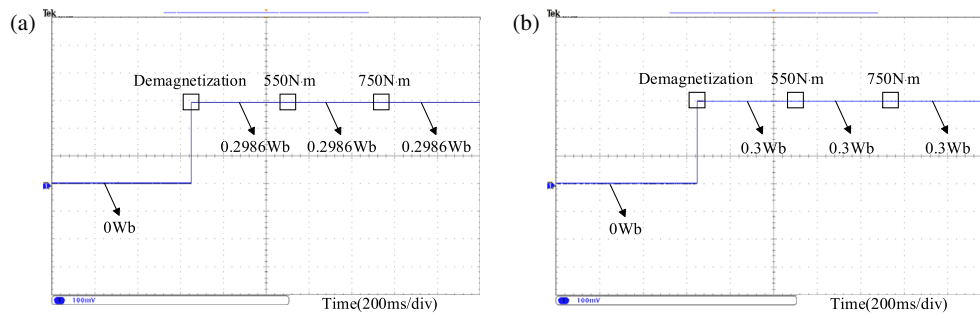 (a)
Tek
Demagnetization 550N·m 750N·m
0.2986Wb 0.2986Wb 0.2986Wb
0Wb
100mV
Time(200ms/div)
(b)
Tek
Demagnetization 550N·m 750N·m
0.3Wb 0.3Wb 0.3Wb
0Wb
100mV
Time(200ms/div)